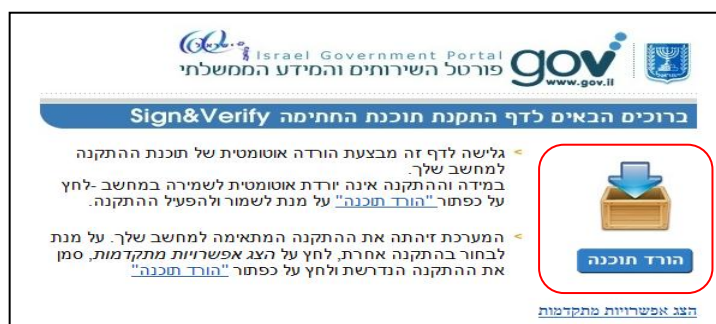 Israel Government Portal
פורטל השירותים והמידע הממשלתי
gov
www.gov.il
ברוכים הבאים לדף התקנת תוכנת החתימה Sign&Verify
> גלישה לדף זה מבצעת הורדה אוטומטית של תוכנת ההתקנה
למחשב שלך.
במידה וההתקנה אינה יורדת אוטומטית לשמירה במחשב -לחץ
על כפתור "הורד תוכנה" על מנת לשמור ולהפעיל ההתקנה.
> המערכת זיהתה את ההתקנה המתאימה למחשב שלך. על מנת
לבחור בהתקנה אחרת, לחץ על הצג אפשרויות מתקדמות, סמן
את ההתקנה הנדרשת ולחץ על כפתור "הורד תוכנה"
הורד תוכנה
הצג אפשרויות מתקדמות